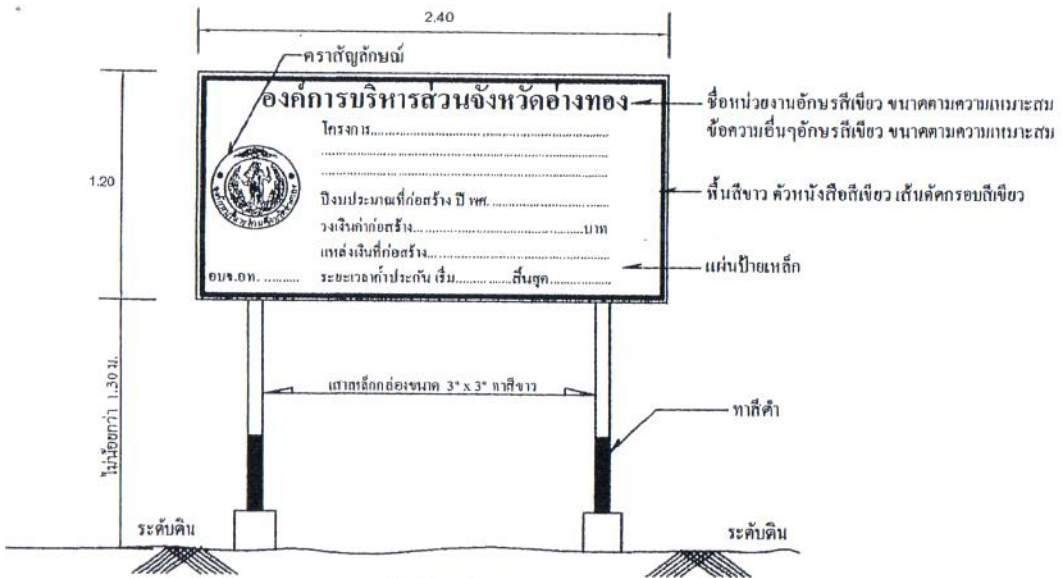 2.40
ตราสัญลักษณ์
องค์การบริหารส่วนจังหวัดอ่างทอง
ชื่อหน่วยงานอักษรสีเขียว ขนาดตามความเหมาะสม
ข้อความอื่นๆอักษรสีเขียว ขนาดตามความเหมาะสม
โครงการ................................................................
................................................................
................................................................
1.20
ปีงบประมาณที่ก่อสร้าง ปี พศ. ............................
พื้นสีขาว ตัวหนังสือสีเขียว เส้นตัดกรอบสีเขียว
วงเงินค่าก่อสร้าง................................................บาท
แหล่งเงินที่ก่อสร้าง................................................
แผ่นป้ายเหล็ก
อบจ.อท. ..........
ระยะเวลาค้ำประกัน เริ่ม...............สิ้นสุด................
ไม่น้อยกว่า 1.30 ม.
เสาเหล็กกล่องขนาด 3" x 3" ทาสีขาว
ทาสีดำ
ระดับดิน
ระดับดิน